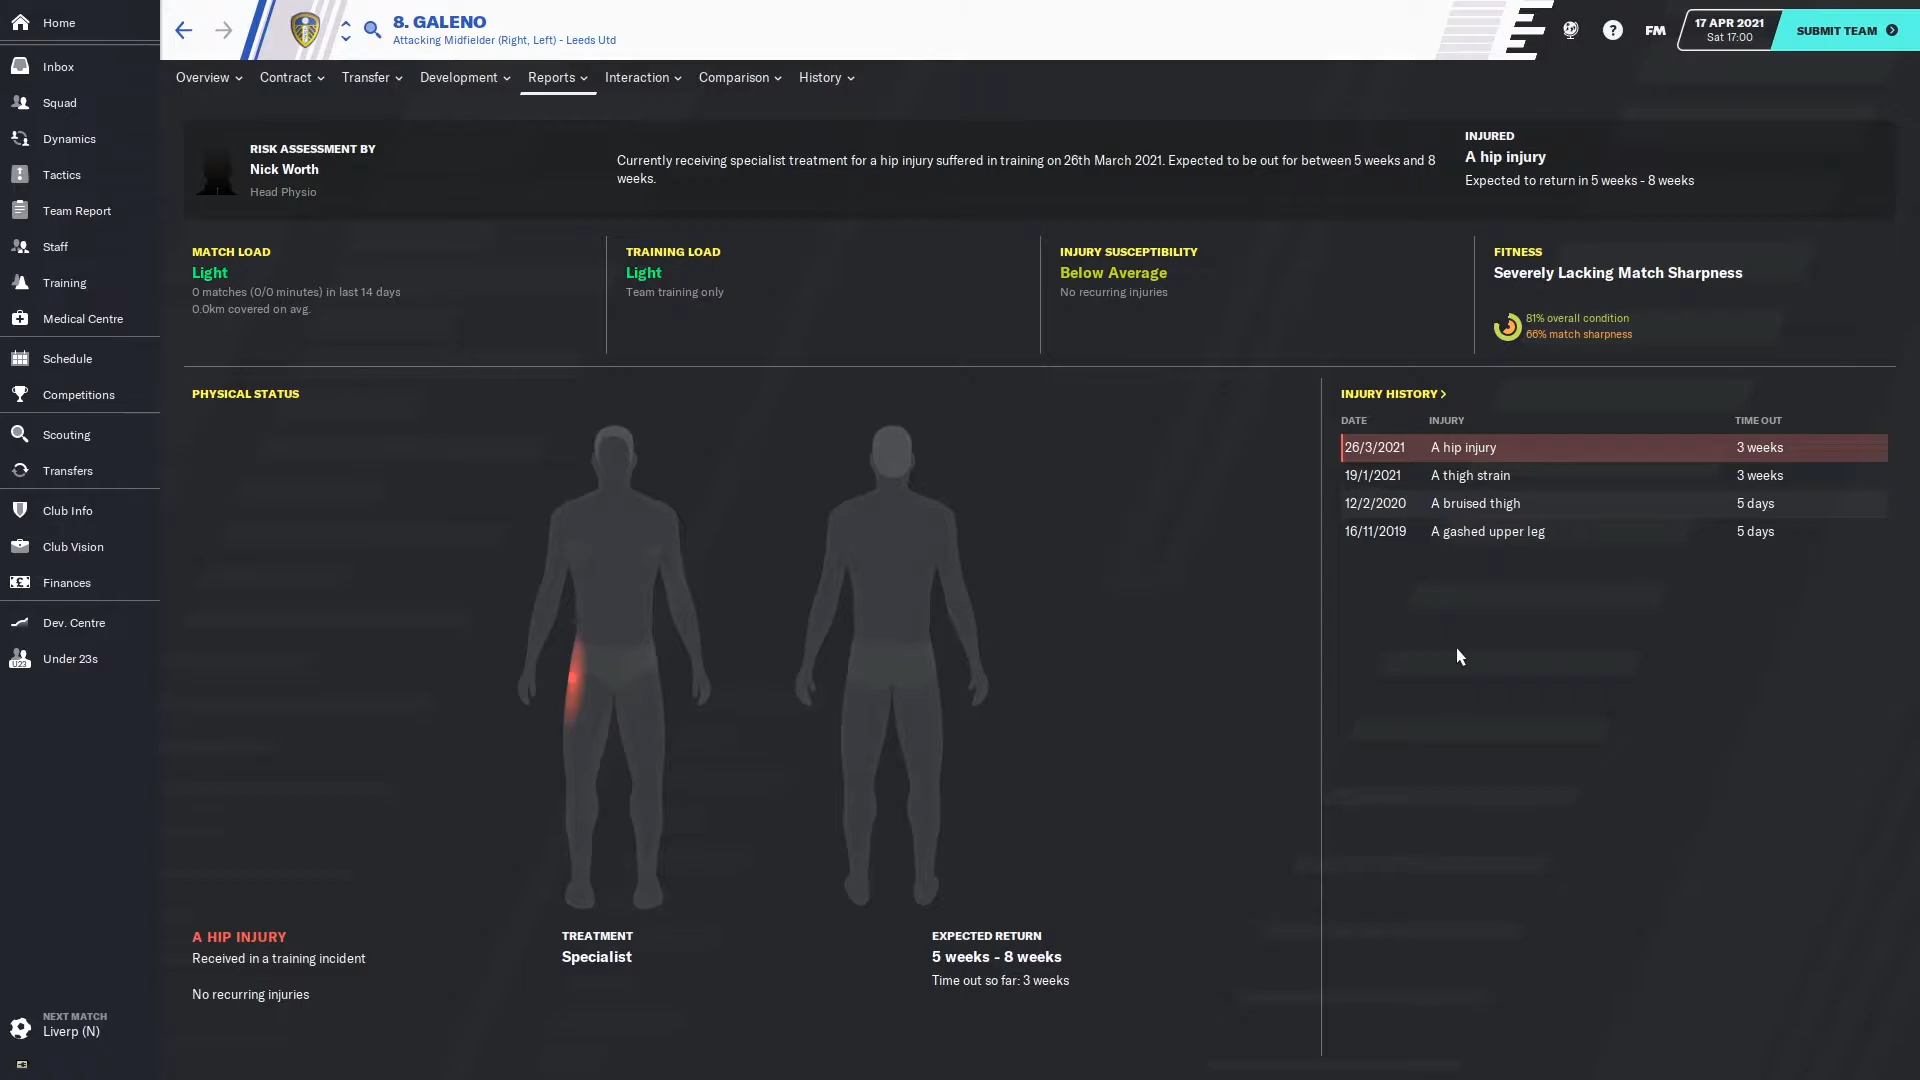 Home
Inbox
Squad
Dynamics
Tactics
Team Report
Staff
Training
Medical Centre
Schedule
Competitions
Scouting
Transfers
Club Info
Club Vision
Finances
Dev. Centre
U23
Under 23s
NEXT MATCH
Liverp (N)
8. GALENO
Attacking Midfielder (Right, Left) - Leeds Utd
?
FM
17 APR 2021
Sat 17:00
SUBMIT TEAM
Overview
Contract
Transfer
Development
Reports
Interaction
Comparison
History
RISK ASSESSMENT BY
Nick Worth
Head Physio
Currently receiving specialist treatment for a hip injury suffered in training on 26th March 2021. Expected to be out for between 5 weeks and 8
weeks.
INJURED
A hip injury
Expected to return in 5 weeks - 8 weeks
MATCH LOAD
Light
0 matches (0/0 minutes) in last 14 days
0.0km covered on avg.
TRAINING LOAD
Light
Team training only
INJURY SUSCEPTIBILITY
Below Average
No recurring injuries
FITNESS
Severely Lacking Match Sharpness
81% overall condition
66% match sharpness
PHYSICAL STATUS
A HIP INJURY
Received in a training incident
No recurring injuries
TREATMENT
Specialist
EXPECTED RETURN
5 weeks - 8 weeks
Time out so far: 3 weeks
INJURY HISTORY >
DATE INJURY TIME OUT
26/3/2021 A hip injury 3 weeks
19/1/2021 A thigh strain 3 weeks
12/2/2020 A bruised thigh 5 days
16/11/2019 A gashed upper leg 5 days